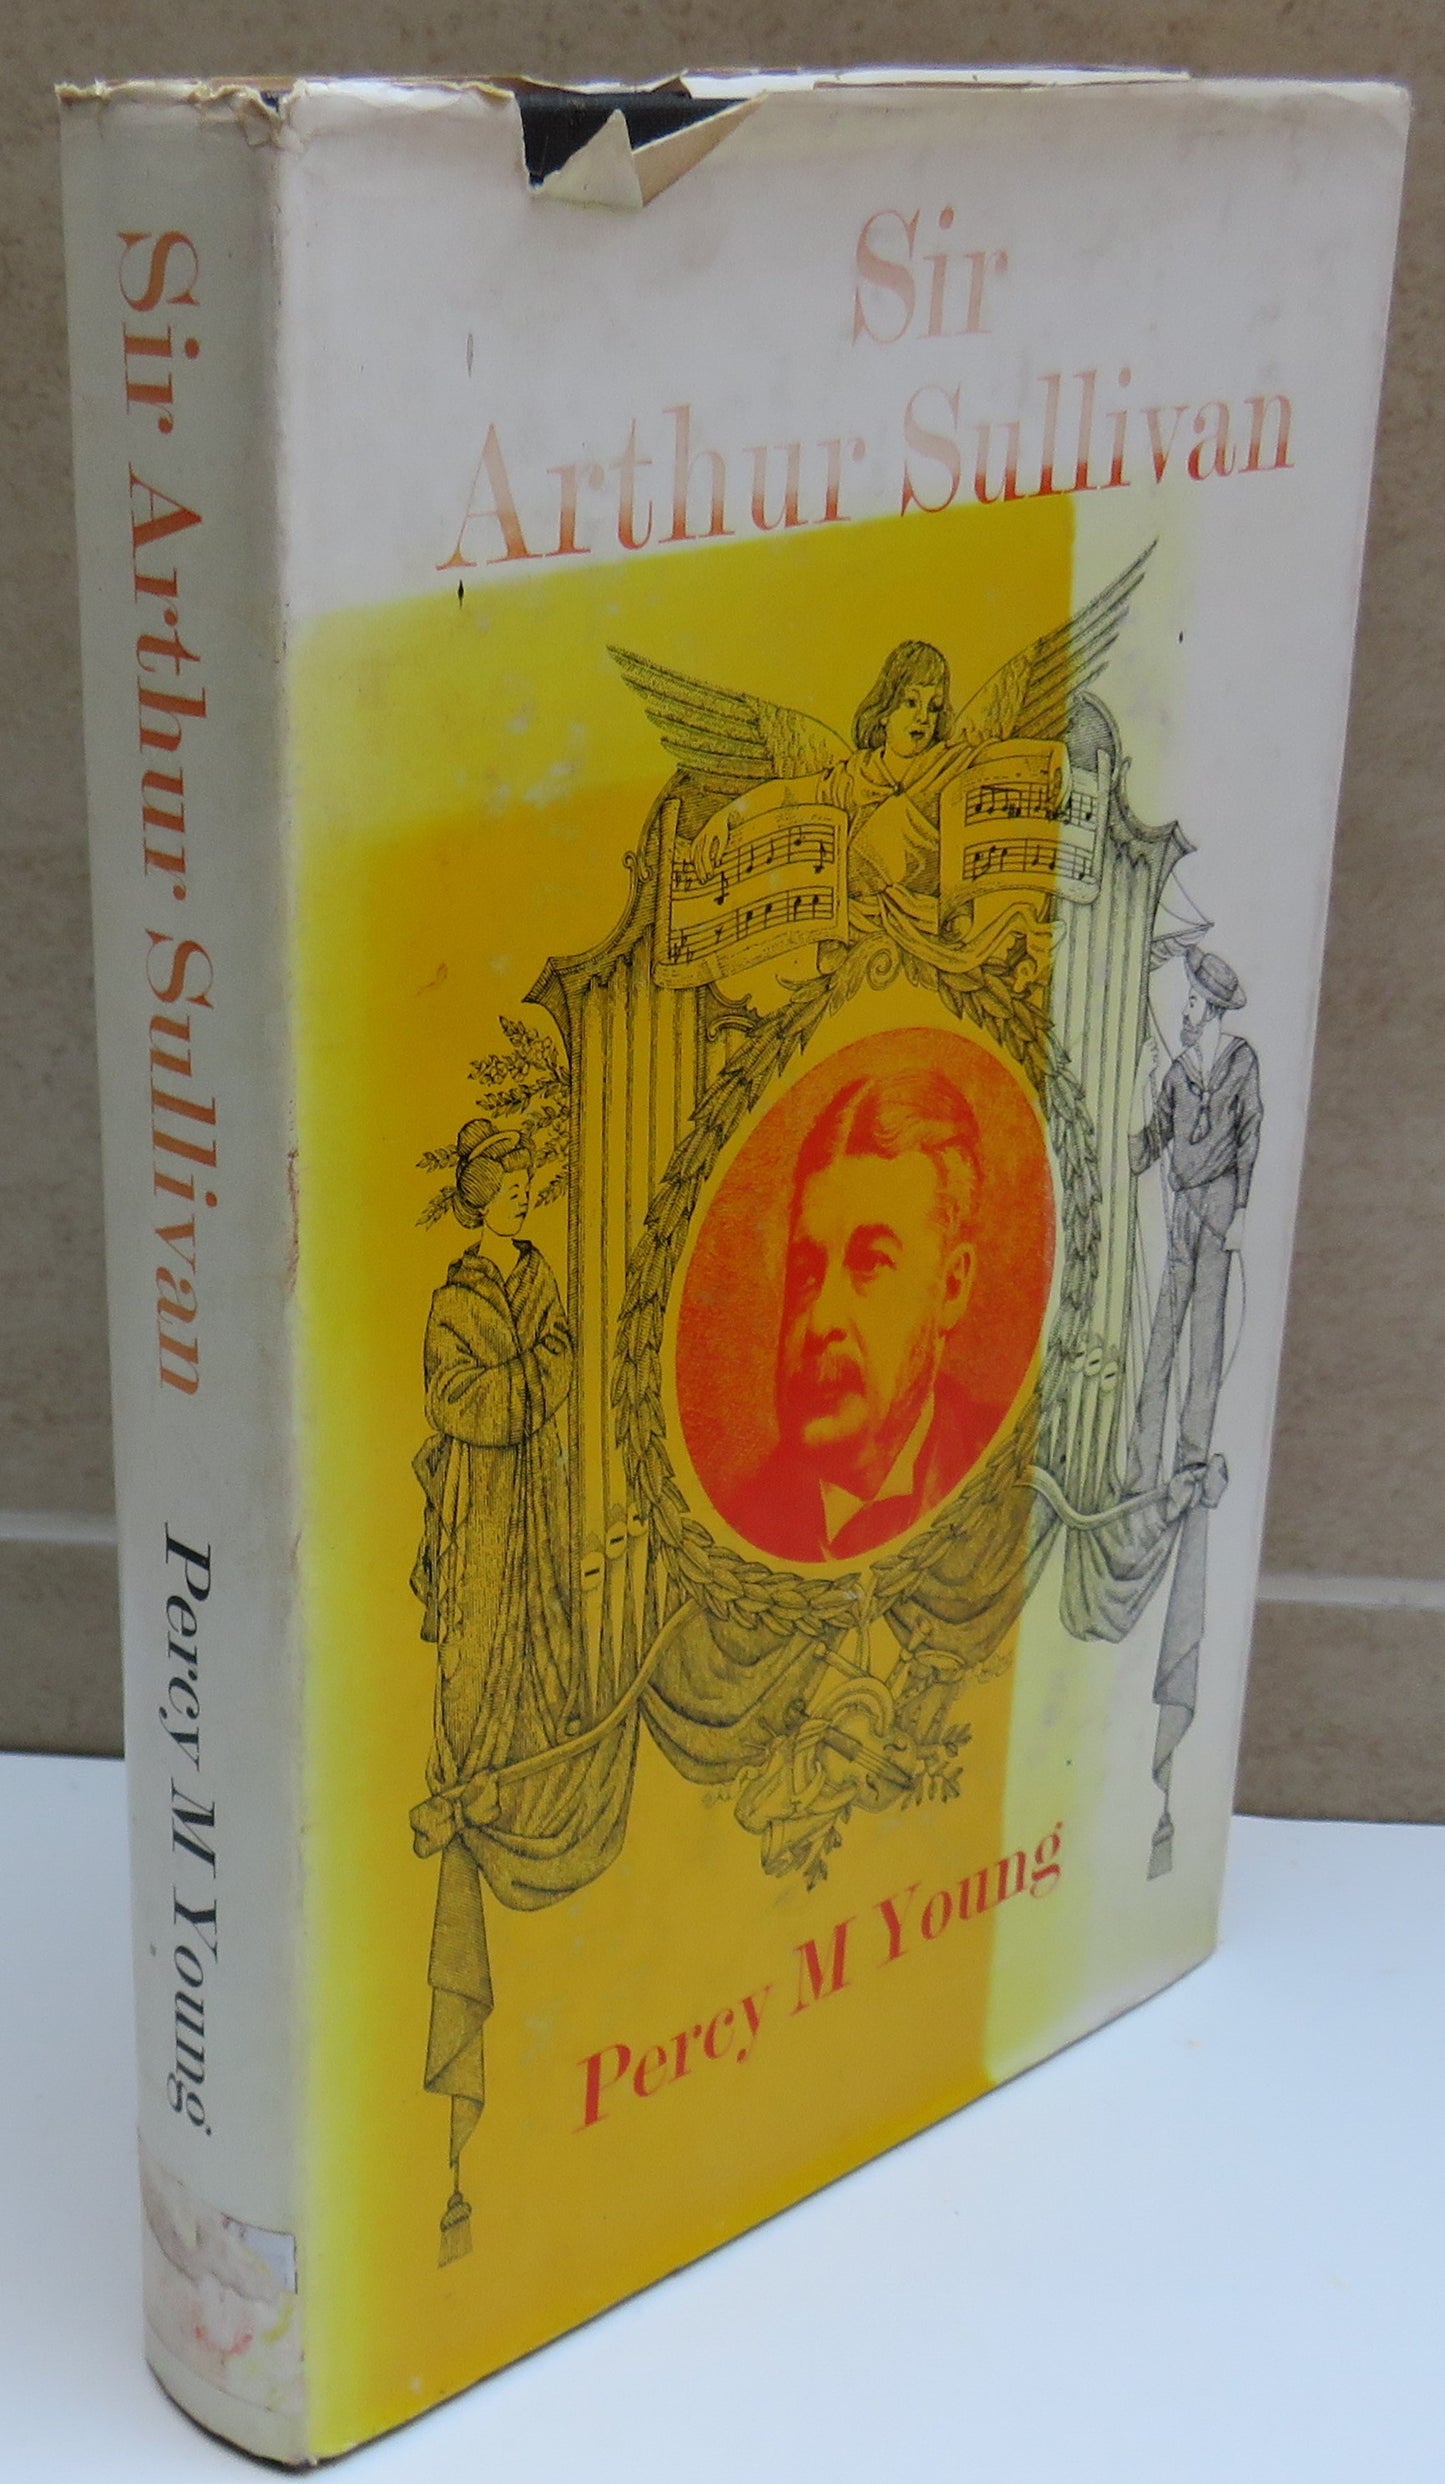 Sir Arthur Sullivan Percy M Young
Sir
Arthur Sullivan
Percy M Young